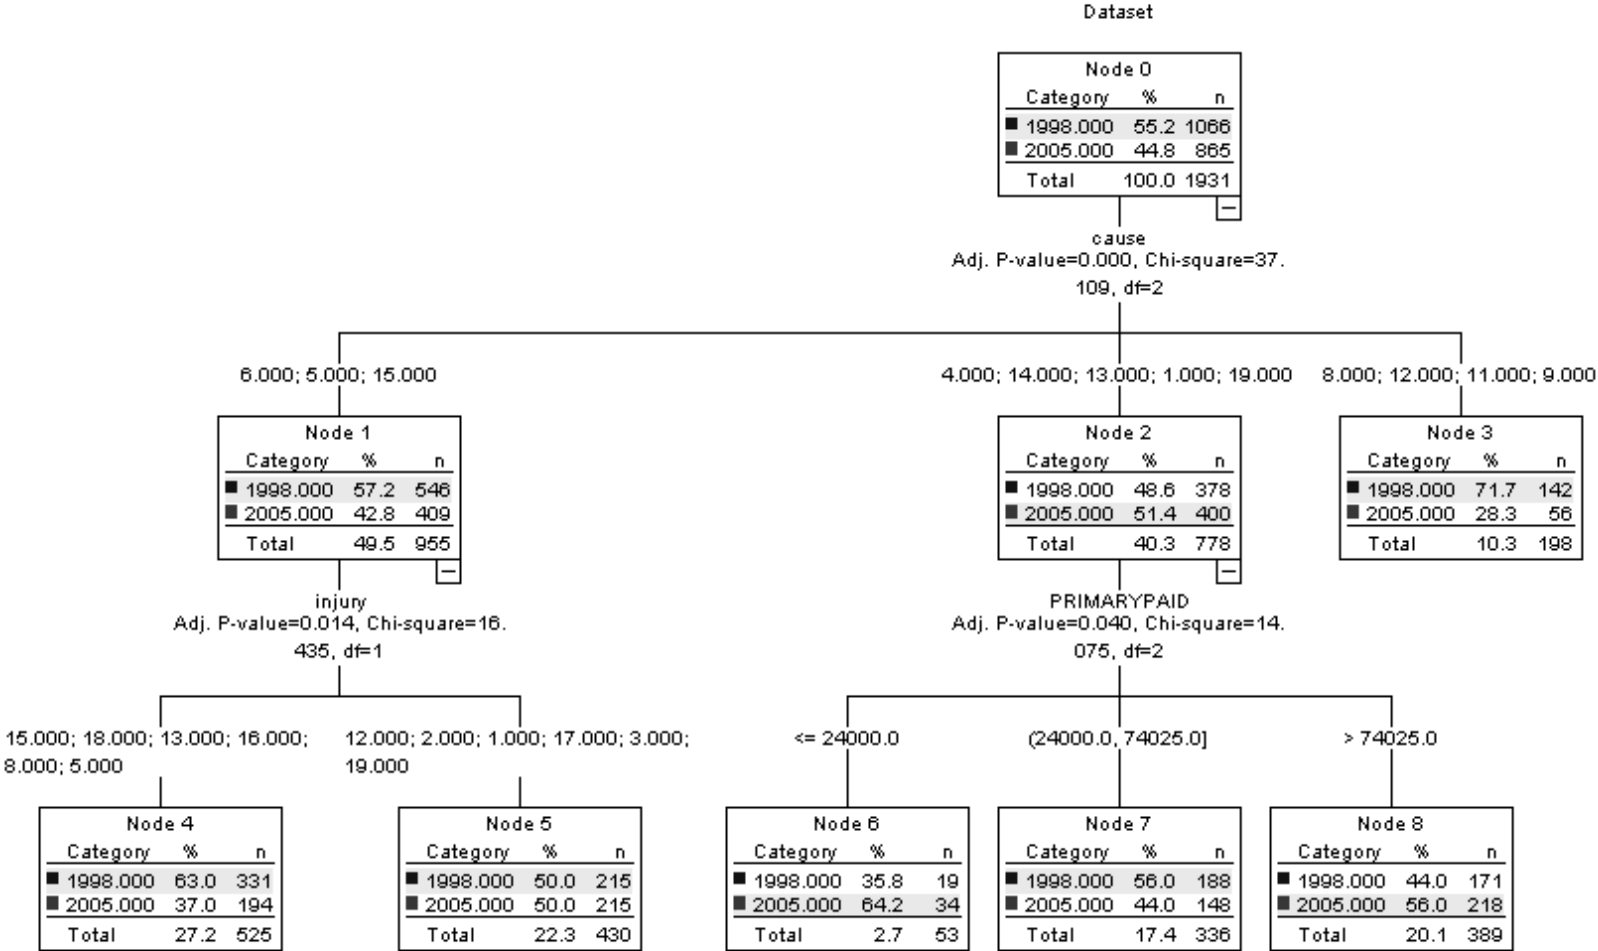 Dataset
Node 0
Category % n
1998.000 55.2 1066
2005.000 44.8 865
Total 100.0 1931
cause
Adj. P-value=0.000, Chi-square=37.
109, df=2
6.000; 5.000; 15.000
4.000; 14.000; 13.000; 1.000; 19.000
8.000; 12.000; 11.000; 9.000
Node 1
Category % n
1998.000 57.2 546
2005.000 42.8 409
Total 49.5 955
Node 2
Category % n
1998.000 48.6 378
2005.000 51.4 400
Total 40.3 778
Node 3
Category % n
1998.000 71.7 142
2005.000 28.3 56
Total 10.3 198
injury
Adj. P-value=0.014, Chi-square=16.
435, df=1
PRIMARYPAID
Adj. P-value=0.040, Chi-square=14.
075, df=2
15.000; 18.000; 13.000; 16.000;
8.000; 5.000
12.000; 2.000; 1.000; 17.000; 3.000;
19.000
<= 24000.0
(24000.0, 74025.0]
> 74025.0
Node 4
Category % n
1998.000 63.0 331
2005.000 37.0 194
Total 27.2 525
Node 5
Category % n
1998.000 50.0 215
2005.000 50.0 215
Total 22.3 430
Node 6
Category % n
1998.000 35.8 19
2005.000 64.2 34
Total 2.7 53
Node 7
Category % n
1998.000 56.0 188
2005.000 44.0 148
Total 17.4 336
Node 8
Category % n
1998.000 44.0 171
2005.000 56.0 218
Total 20.1 389